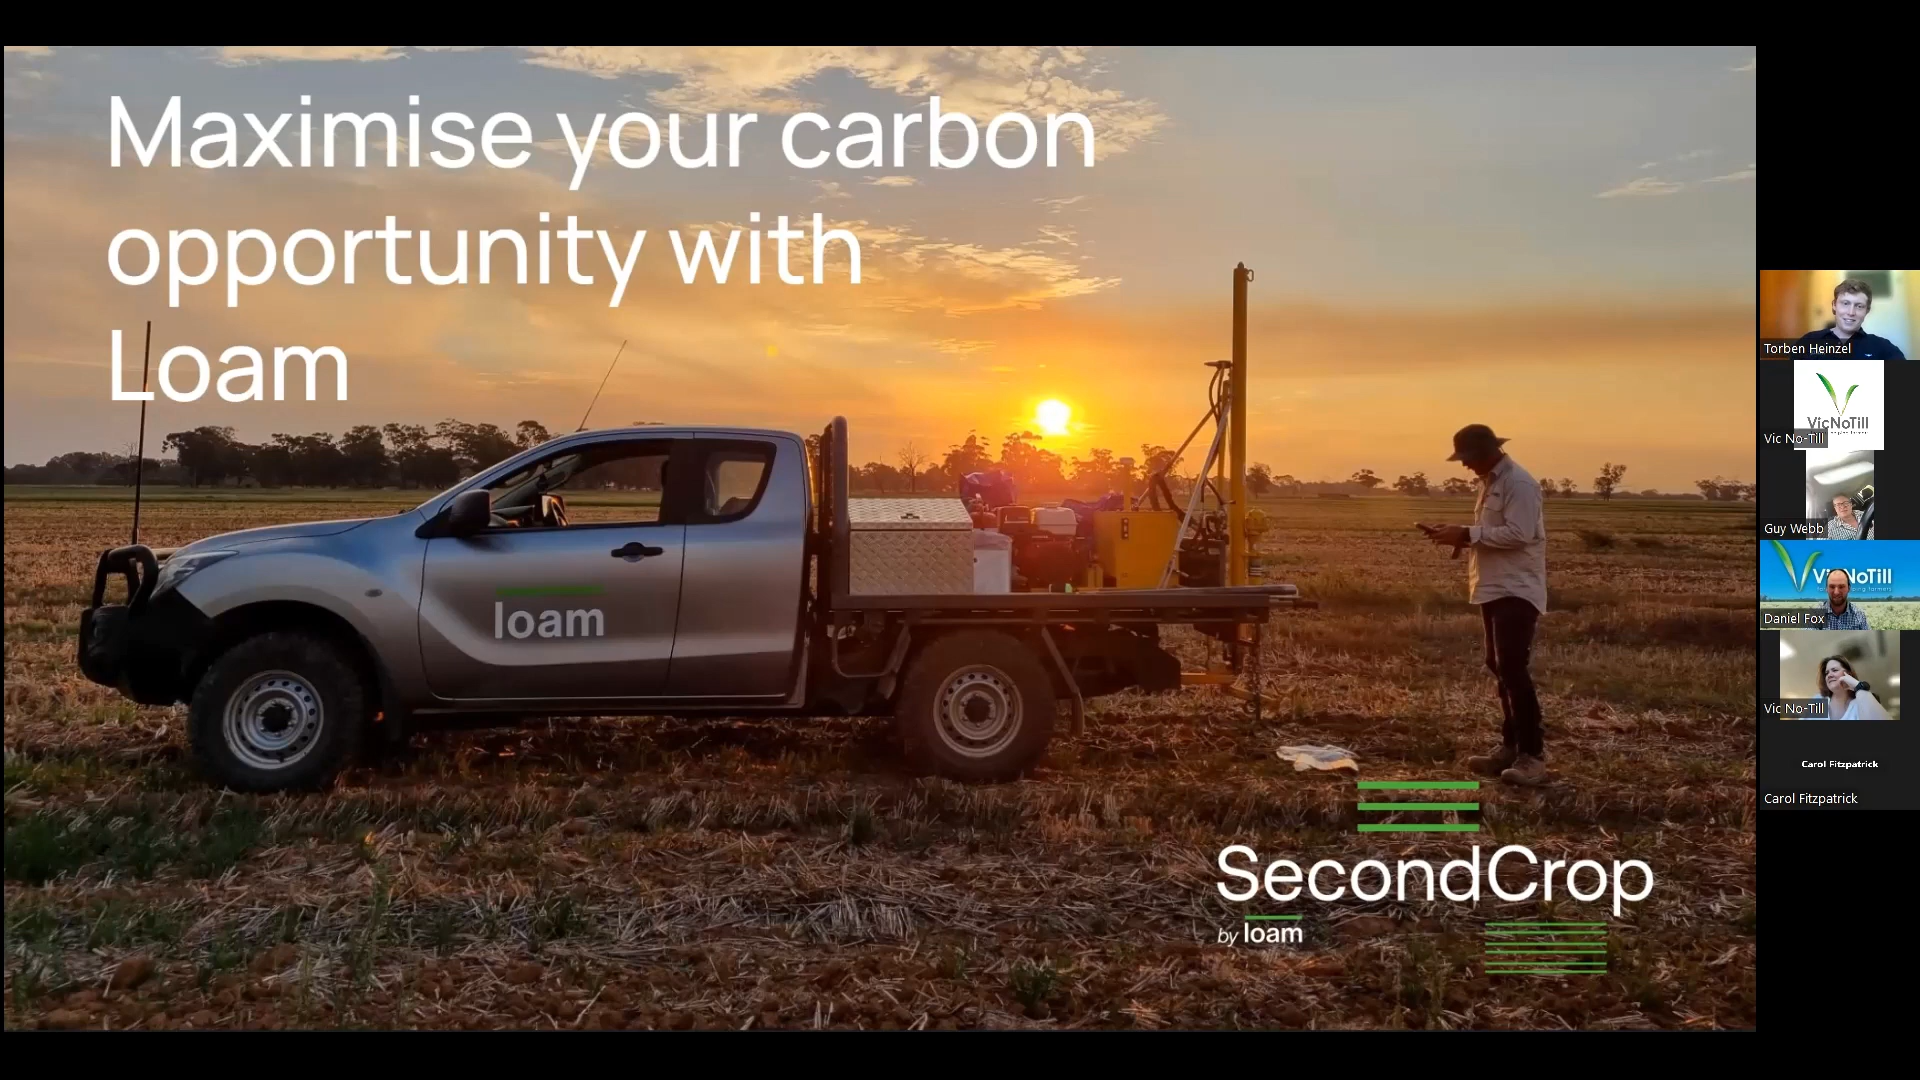 Maximise your carbon
opportunity with
Loam
loam
SecondCrop
by loam
Torben Heinzel
VicNoTill
Vic No-Till
Guy Webb
VicNoTill
Daniel Fox
Vic No-Till
Carol Fitzpatrick
Carol Fitzpatrick